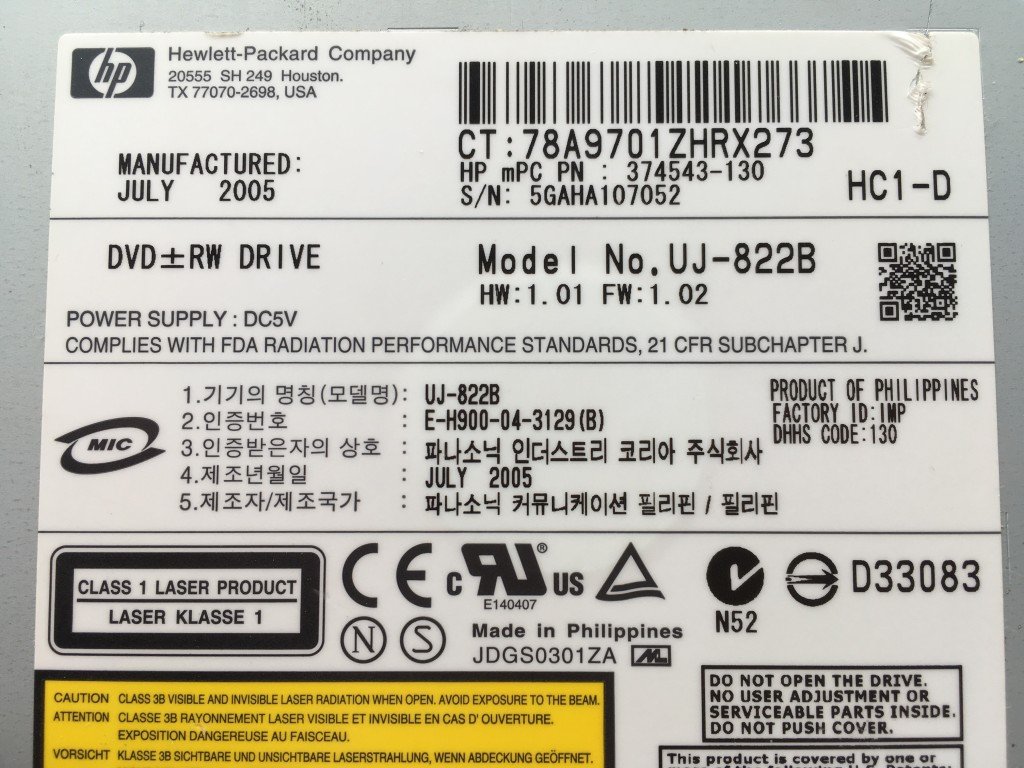 hp
Hewlett-Packard Company
20555 SH 249 Houston.
TX 77070-2698, USA
CT:78A9701ZHRX273
MANUFACTURED:
JULY 2005
HP mPC PN : 374543-130
S/N: 5GAHA107052
HC1-D
DVD±RW DRIVE
Model No.UJ-822B
HW:1.01 FW:1.02
POWER SUPPLY : DC5V
COMPLIES WITH FDA RADIATION PERFORMANCE STANDARDS, 21 CFR SUBCHAPTER J.
MIC
1.기기의 명칭(모델명): UJ-822B
2.인증번호 : E-H900-04-3129(B)
3.인증받은자의 상호 : 파나소닉 인더스트리 코리아 주식회사
4.제조년월일 : JULY 2005
5.제조자/제조국가 : 파나소닉 커뮤니케이션 필리핀 / 필리핀
PRODUCT OF PHILIPPINES
FACTORY ID:IMP
DHHS CODE:130
CLASS 1 LASER PRODUCT
LASER KLASSE 1
CE
c RU® US
E140407
N S
Made in Philippines
JDGS0301ZA
N52
D33083
CAUTION CLASS 3B VISIBLE AND INVISIBLE LASER RADIATION WHEN OPEN. AVOID EXPOSURE TO THE BEAM.
ATTENTION CLASSE 3B RAYONNEMENT LASER VISIBLE ET INVISIBLE EN CAS D' OUVERTURE.
EXPOSITION DANGEREUSE AU FAISCEAU.
VORSICHT KLASSE 3B SICHTBARE UND UNSICHTBARE LASERSTRAHLUNG, WENN ABDECKUNG GEÖFFNET.
DO NOT OPEN THE DRIVE.
NO USER ADJUSTMENT OR
SERVICEABLE PARTS INSIDE.
DO NOT PUSH COVER.
This product is covered by one or